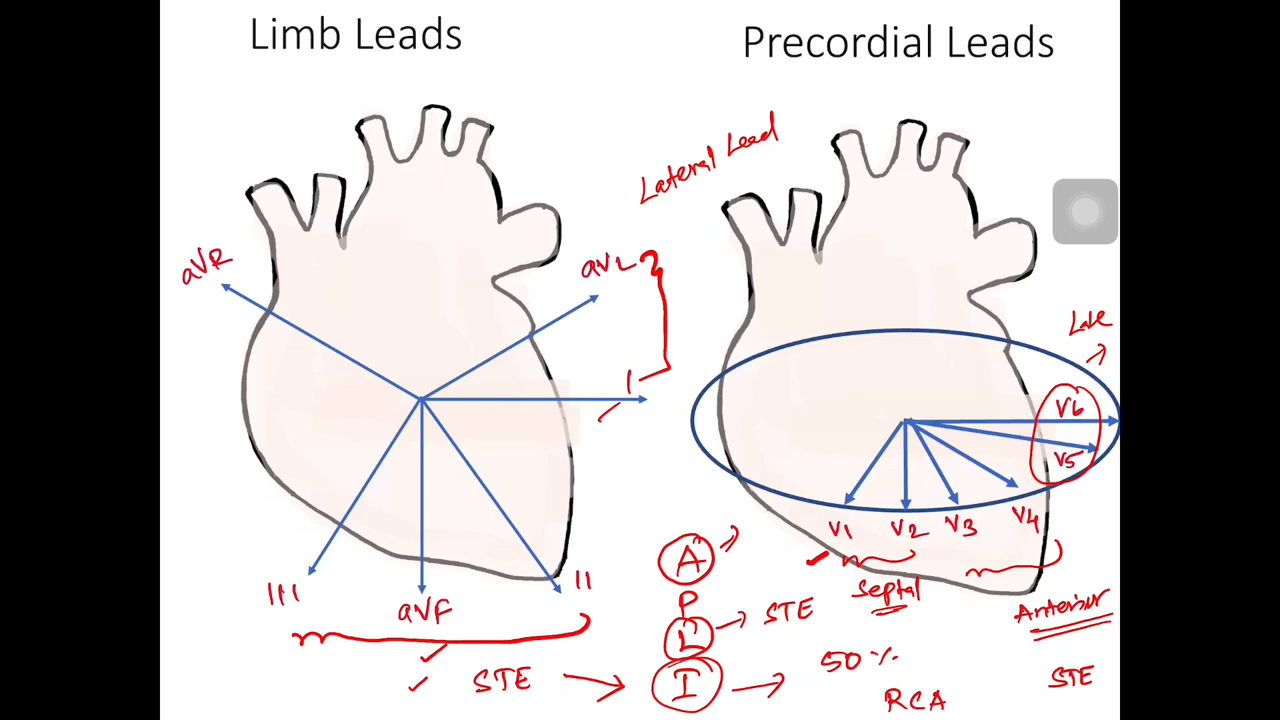 Limb Leads
Precordial Leads
Lateral Lead
aVR
aVL
I
III
aVF
II
STE
A
P
L
I
STE
50 %
RCA
V6
V5
V1
V2
V3
V4
Septal
Anterior
STE